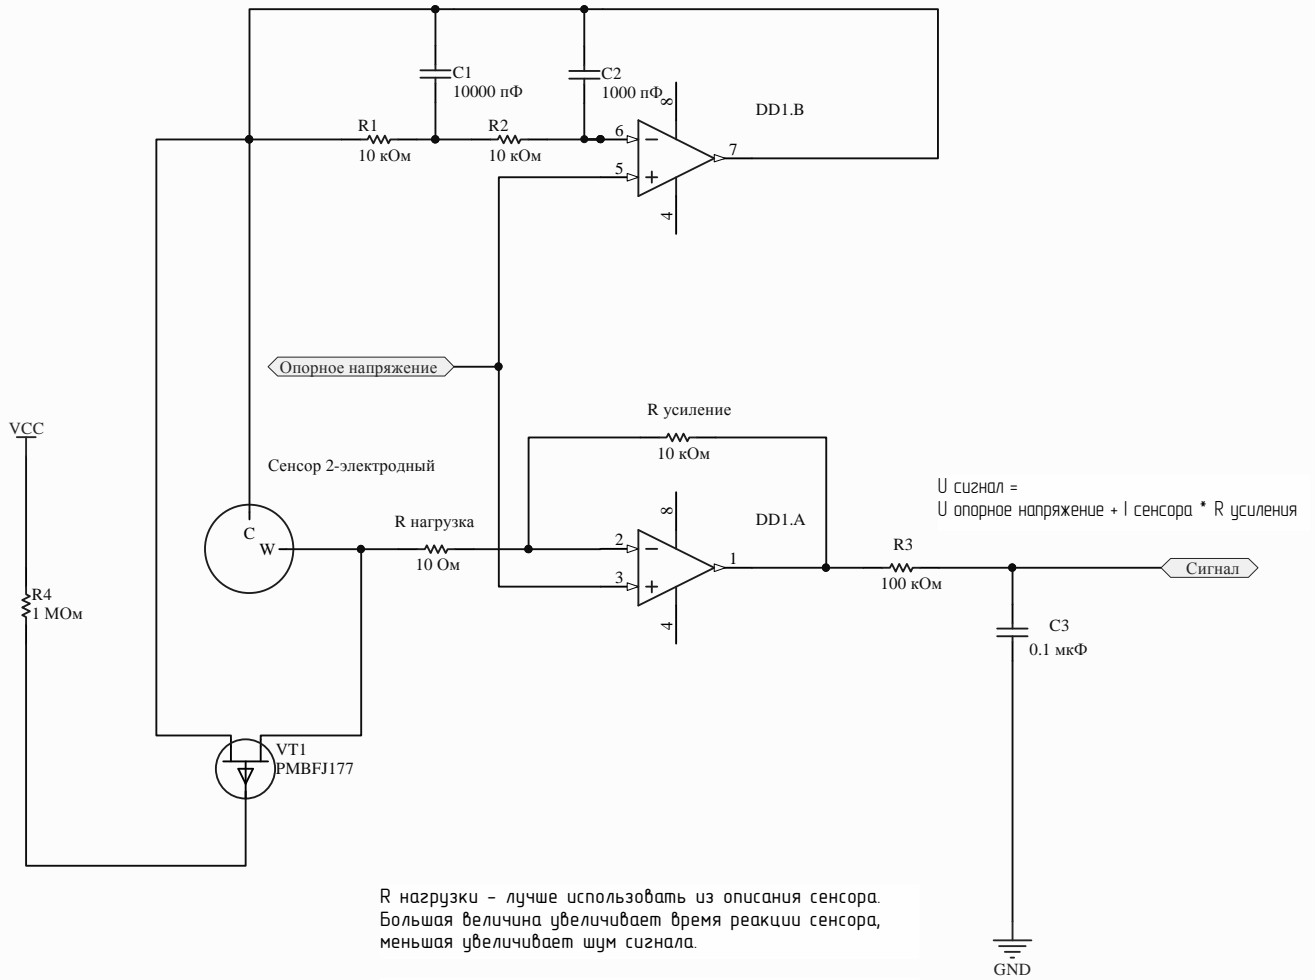 C1
10000 пФ
C2
1000 пФ
8
DD1.B
R1
10 кОм
R2
10 кОм
6
5
7
4
Опорное напряжение
VCC
R усиление
10 кОм
Сенсор 2-электродный
U сигнал =
U опорное напряжение + I сенсора * R усиления
C
W
R нагрузка
10 Ом
8
DD1.A
2
3
1
4
R3
100 кОм
Сигнал
R4
1 МОм
C3
0.1 мкФ
VT1
PMBFJ177
R нагрузки - лучше использовать из описания сенсора.
Большая величина увеличивает время реакции сенсора,
меньшая увеличивает шум сигнала.
GND